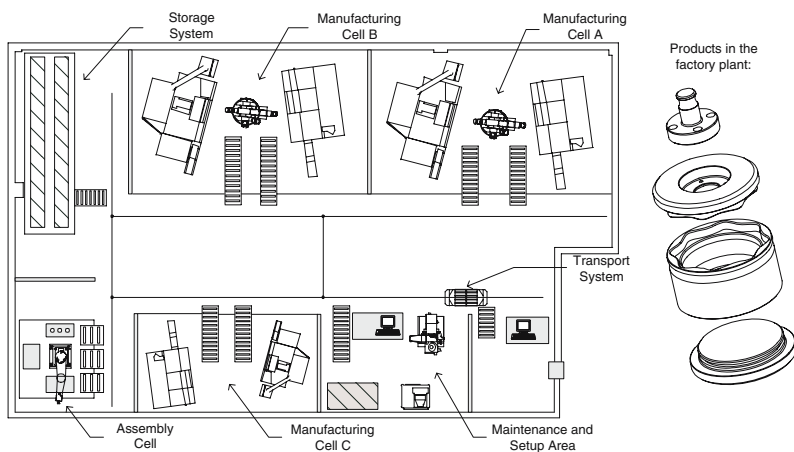 Storage
System
Manufacturing
Cell B
Manufacturing
Cell A
Products in the
factory plant:
Transport
System
Assembly
Cell
Manufacturing
Cell C
Maintenance and
Setup Area